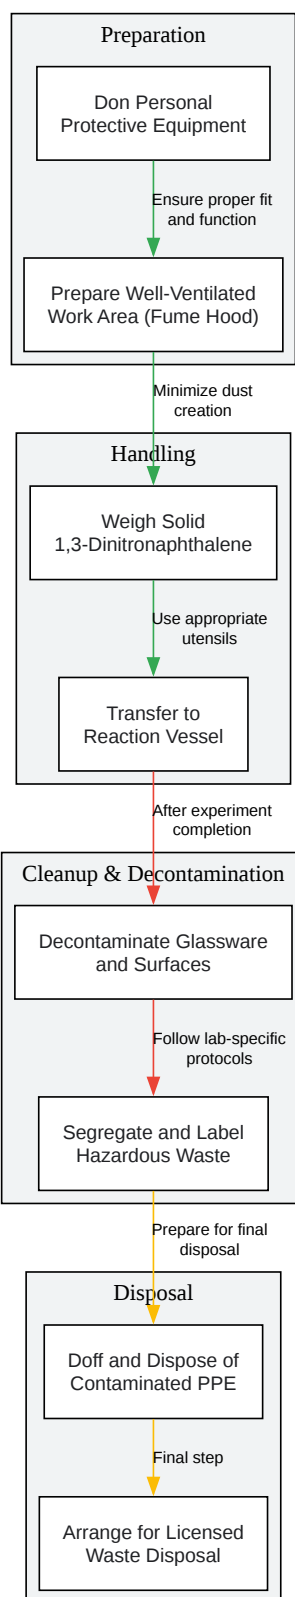 Preparation
Don Personal
Protective Equipment
Ensure proper fit
and function
Prepare Well-Ventilated
Work Area (Fume Hood)
Minimize dust
creation
Handling
Weigh Solid
1,3-Dinitronaphthalene
Use appropriate
utensils
Transfer to
Reaction Vessel
After experiment
completion
Cleanup & Decontamination
Decontaminate Glassware
and Surfaces
Follow lab-specific
protocols
Segregate and Label
Hazardous Waste
Prepare for final
disposal
Disposal
Doff and Dispose of
Contaminated PPE
Final step
Arrange for Licensed
Waste Disposal